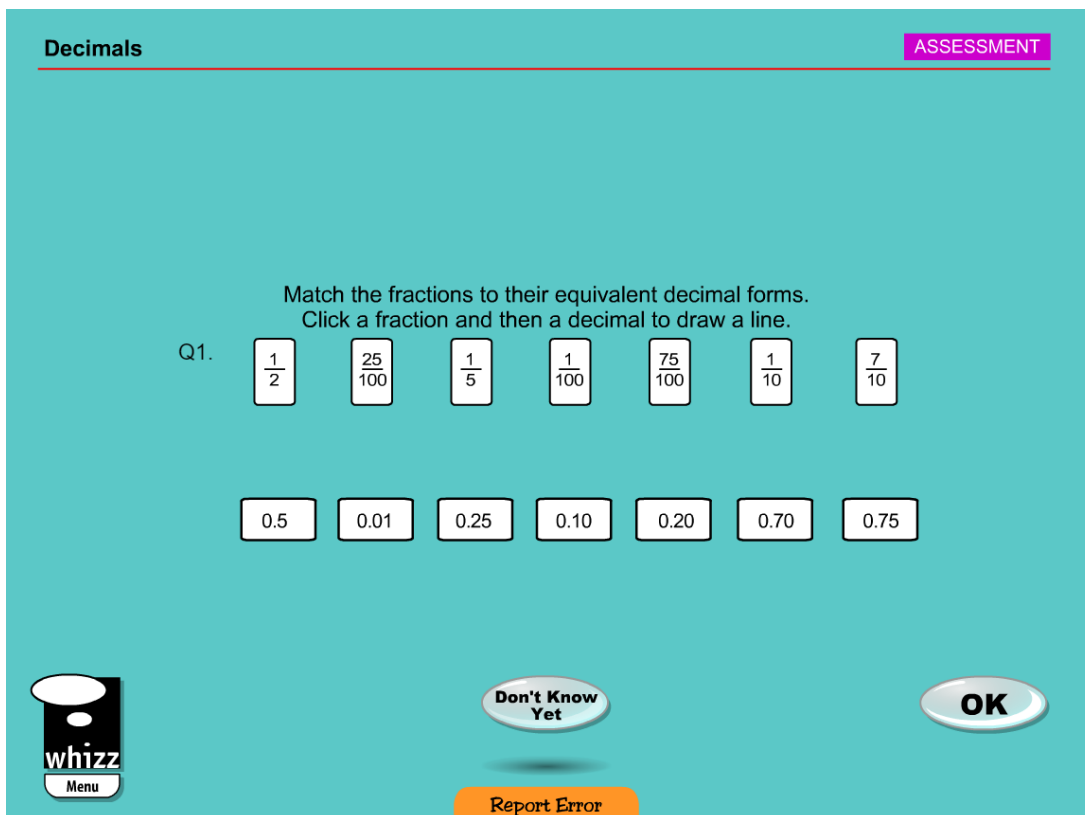 Decimals
ASSESSMENT
Match the fractions to their equivalent decimal forms.
Click a fraction and then a decimal to draw a line.
Q1.
1/2 25/100 1/5 1/100 75/100 1/10 7/10
0.5 0.01 0.25 0.10 0.20 0.70 0.75
Don't Know
Yet
OK
whizz
Menu
Report Error